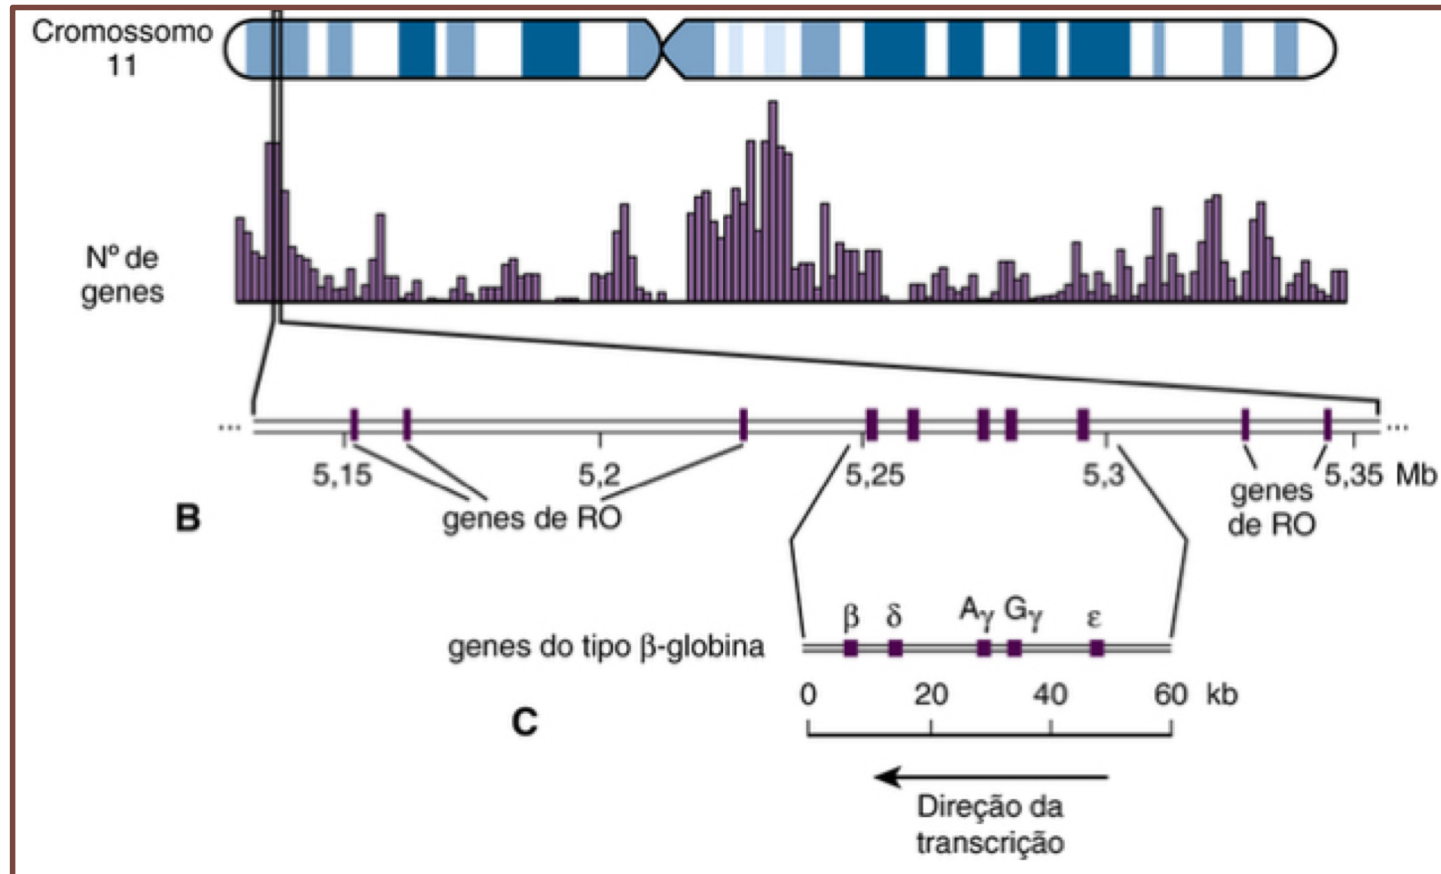 Cromossomo
11
Nº de
genes
... ...
5,15 5,2 5,25 5,3 5,35 Mb
genes de RO
genes
de RO
B
β δ Aγ Gγ ε
genes do tipo β-globina
0 20 40 60 kb
C
Direção da
transcrição